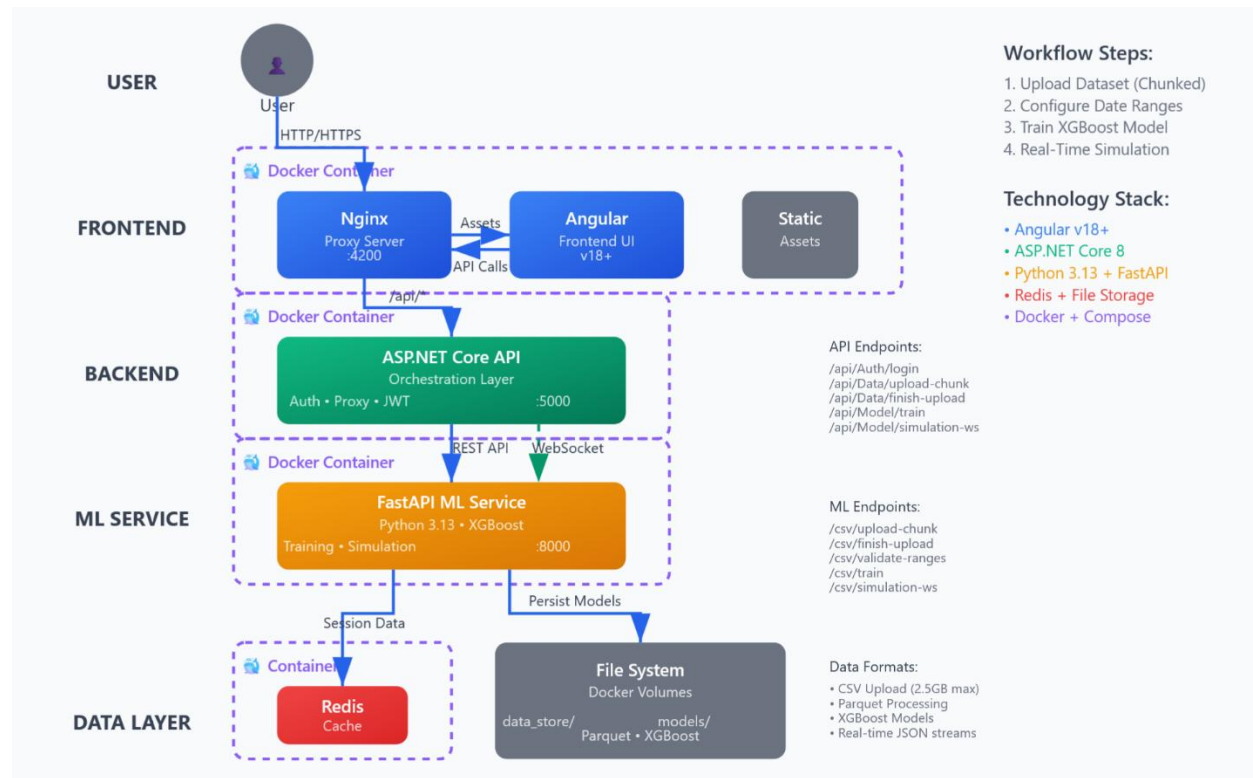 USER
User
HTTP/HTTPS
Workflow Steps:
1. Upload Dataset (Chunked)
2. Configure Date Ranges
3. Train XGBoost Model
4. Real-Time Simulation
Technology Stack:
• Angular v18+
• ASP.NET Core 8
• Python 3.13 + FastAPI
• Redis + File Storage
• Docker + Compose
FRONTEND
Docker Container
Nginx
Proxy Server
:4200
Assets
API Calls
Angular
Frontend UI
v18+
Static
Assets
/api/*
BACKEND
Docker Container
ASP.NET Core API
Orchestration Layer
Auth • Proxy • JWT
:5000
API Endpoints:
/api/Auth/login
/api/Data/upload-chunk
/api/Data/finish-upload
/api/Model/train
/api/Model/simulation-ws
REST API
WebSocket
ML SERVICE
Docker Container
FastAPI ML Service
Python 3.13 • XGBoost
Training • Simulation
:8000
ML Endpoints:
/csv/upload-chunk
/csv/finish-upload
/csv/validate-ranges
/csv/train
/csv/simulation-ws
Session Data
Persist Models
DATA LAYER
Container
Redis
Cache
File System
Docker Volumes
data_store/
models/
Parquet • XGBoost
Data Formats:
• CSV Upload (2.5GB max)
• Parquet Processing
• XGBoost Models
• Real-time JSON streams